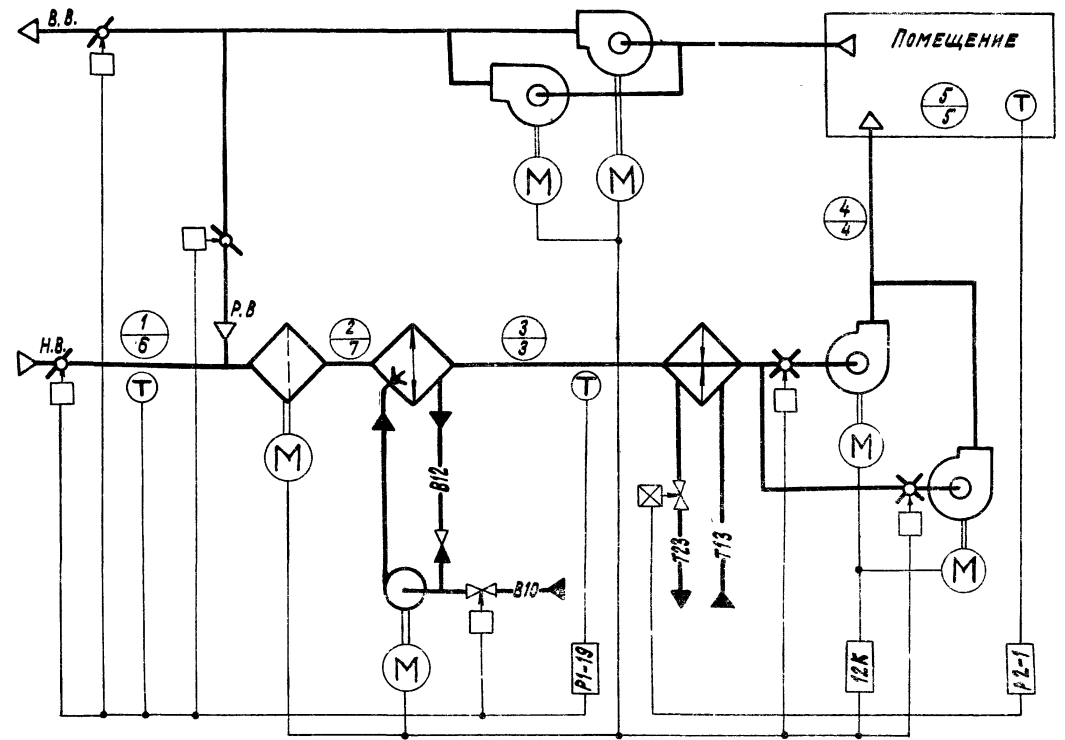 В.В.
ПОМЕЩЕНИЕ
5
5
Т
М
М
4
4
Р.В
1
6
2
7
3
3
Н.В.
Т
Т
М
М
В12
Т23
Т13
М
В10
М
Р1-19
12К
Р2-1